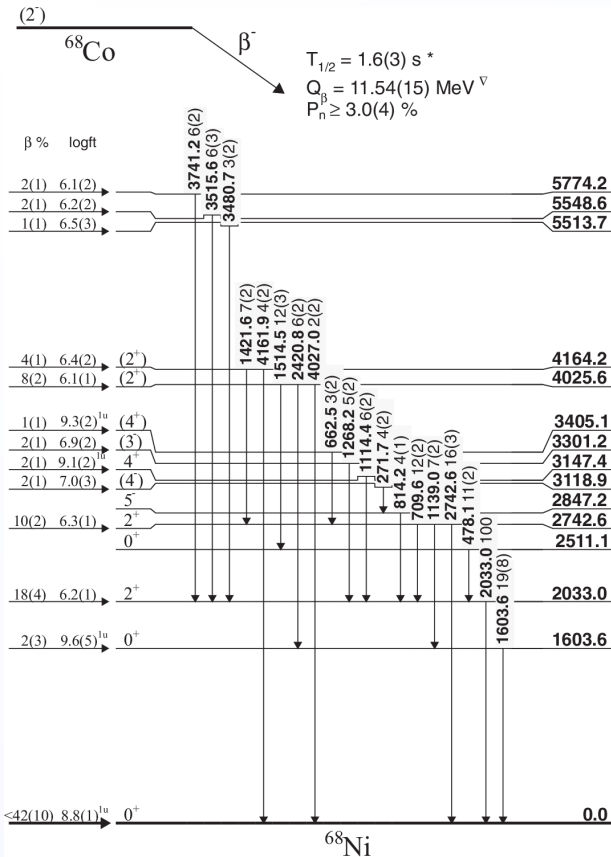 (2⁻)
⁶⁸Co
β⁻
T₁/₂ = 1.6(3) s *
Qᵦ = 11.54(15) MeV ∇
Pₙ ≥ 3.0(4) %
β % logft
3741.2 6(2)
3515.6 6(3)
3480.7 3(2)
2(1) 6.1(2) 5774.2
2(1) 6.2(2) 5548.6
1(1) 6.5(3) 5513.7
1421.6 7(2)
4161.9 4(2)
1514.5 12(3)
2420.8 6(2)
4027.0 2(2)
4(1) 6.4(2) (2⁺) 4164.2
8(2) 6.1(1) (2⁺) 4025.6
662.5 3(2)
1268.2 5(2)
1114.4 6(2)
271.7 4(2)
814.2 4(1)
709.6 12(2)
1139.0 7(2)
2742.6 16(3)
478.1 11(2)
2033.0 100
1603.6 19(8)
1(1) 9.3(2)¹ᵘ (4⁺) 3405.1
2(1) 6.9(2) (3⁻) 3301.2
2(1) 9.1(2)¹ᵘ 4⁺ 3147.4
2(1) 7.0(3) (4⁻) 3118.9
5⁻ 2847.2
10(2) 6.3(1) 2⁺ 2742.6
0⁺ 2511.1
18(4) 6.2(1) 2⁺ 2033.0
2(3) 9.6(5)¹ᵘ 0⁺ 1603.6
<42(10) 8.8(1)¹ᵘ 0⁺ 0.0
⁶⁸Ni